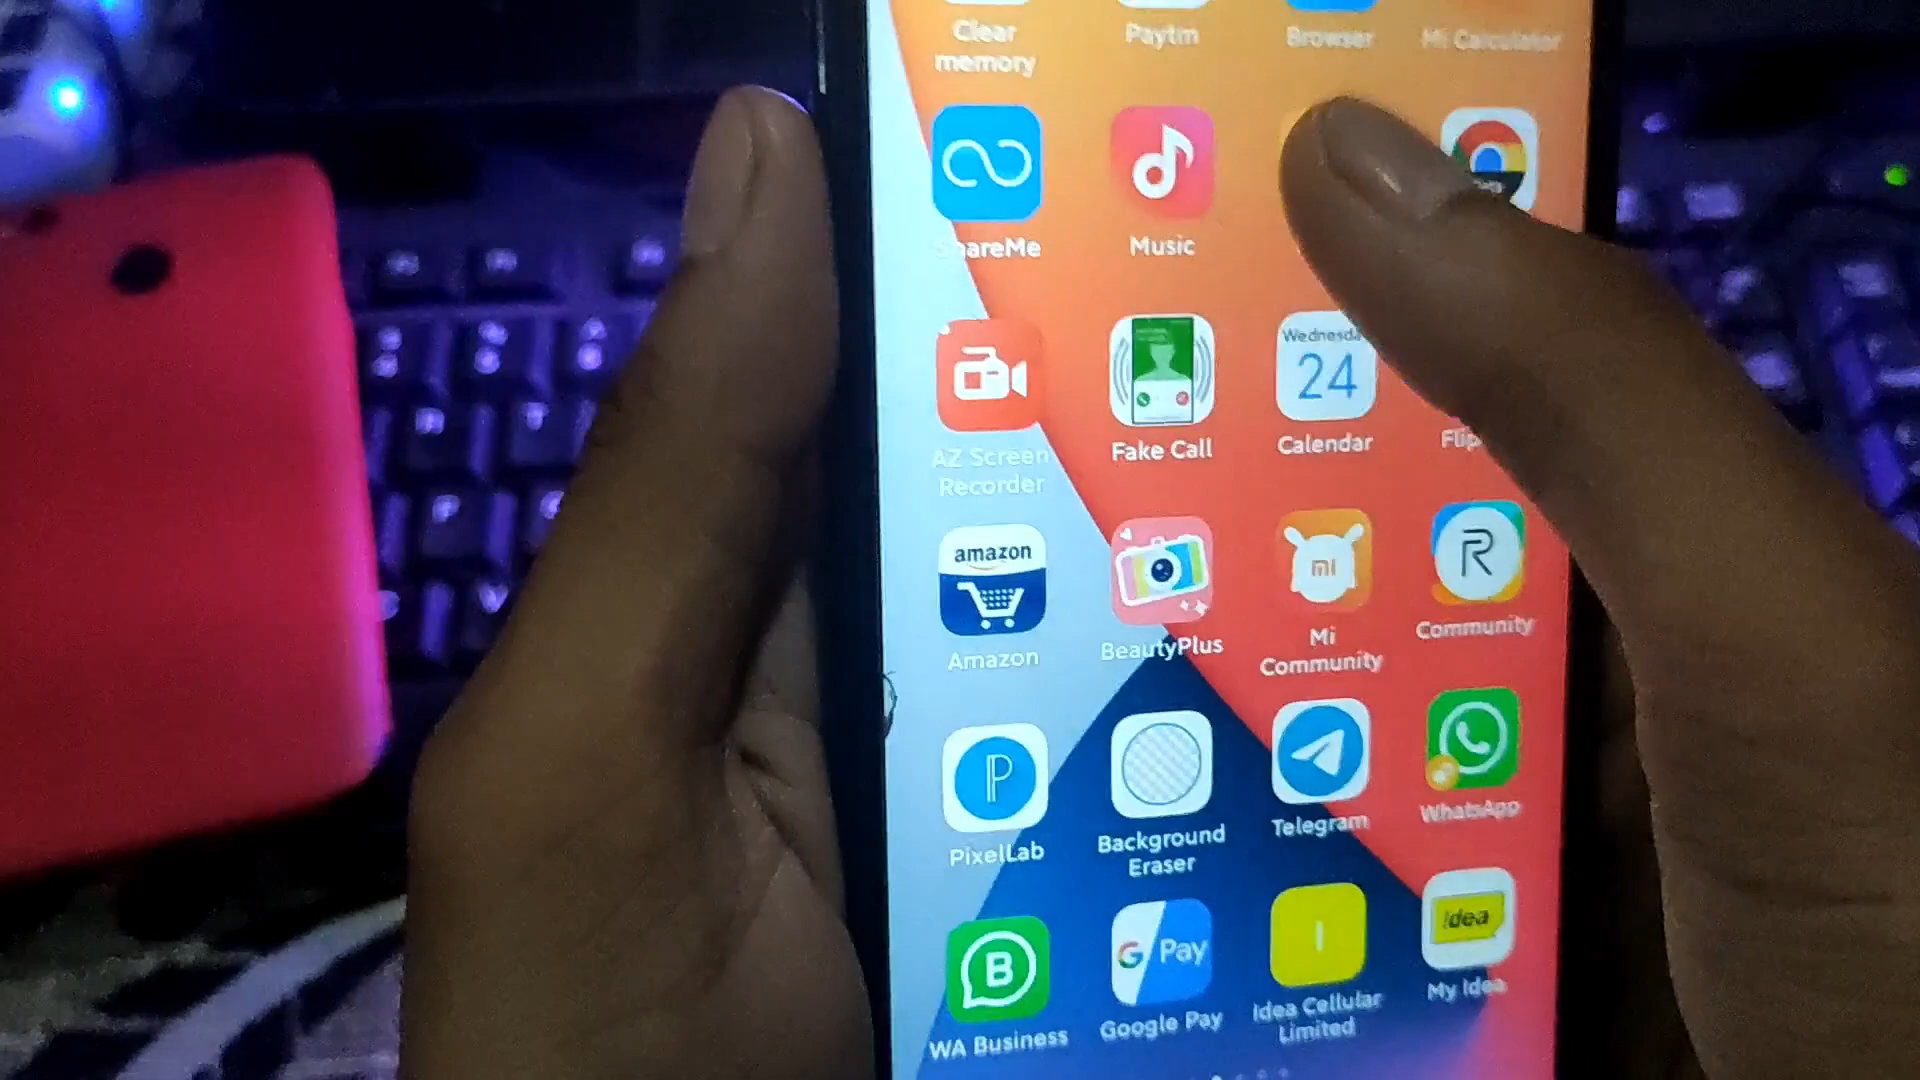 Clear
memory
Paytm
Browser
Mi Calculator
ShareMe
Music
AZ Screen
Recorder
Fake Call
Wednesda
24
Calendar
Flip
amazon
Amazon
BeautyPlus
mi
Mi
Community
R
Community
P
PixelLab
Background
Eraser
Telegram
WhatsApp
B
WA Business
G Pay
Google Pay
I
Idea Cellular
Limited
Idea
My Idea